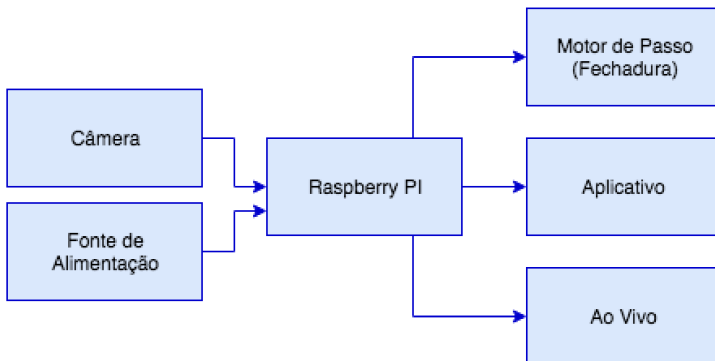 Motor de Passo
(Fechadura)
Câmera
Raspberry PI
Aplicativo
Fonte de
Alimentação
Ao Vivo